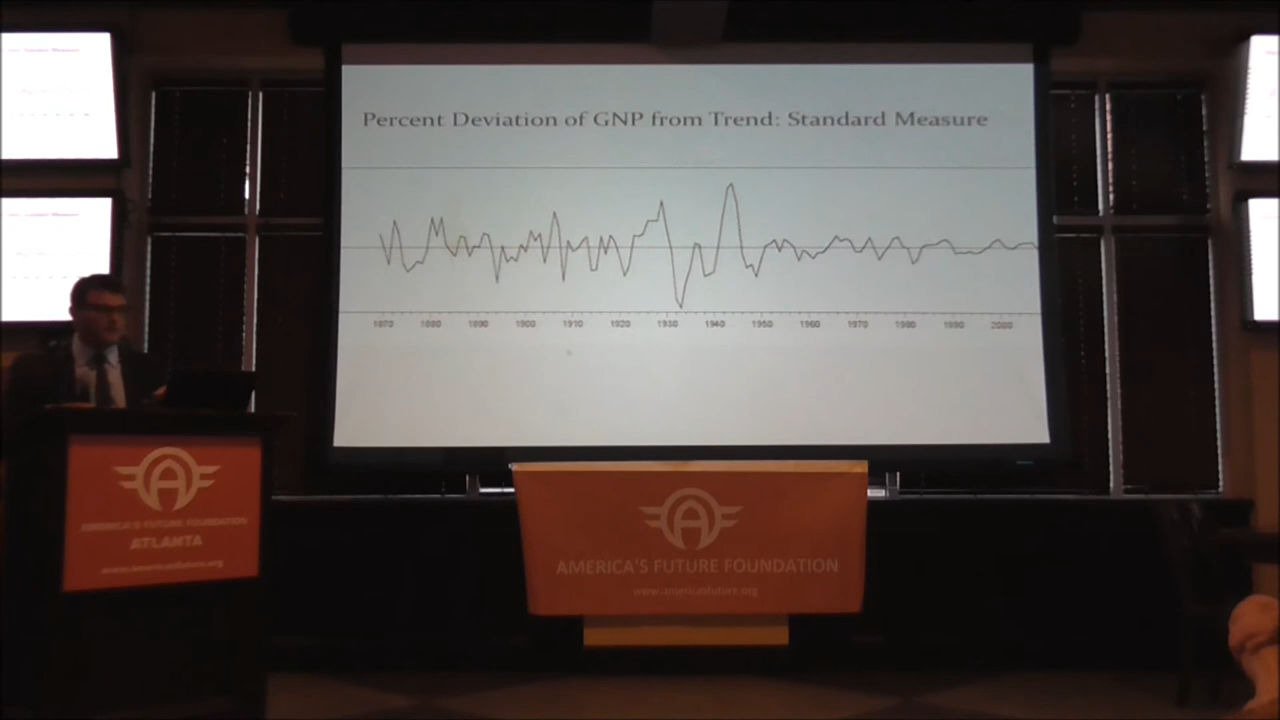 Percent Deviation of GNP from Trend: Standard Measure
1870 1880 1890 1900 1910 1920 1930 1940 1950 1960 1970 1980 1990 2000
AMERICA'S FUTURE FOUNDATION
ATLANTA
www.americasfuture.org
AMERICA'S FUTURE FOUNDATION
www.americasfuture.org